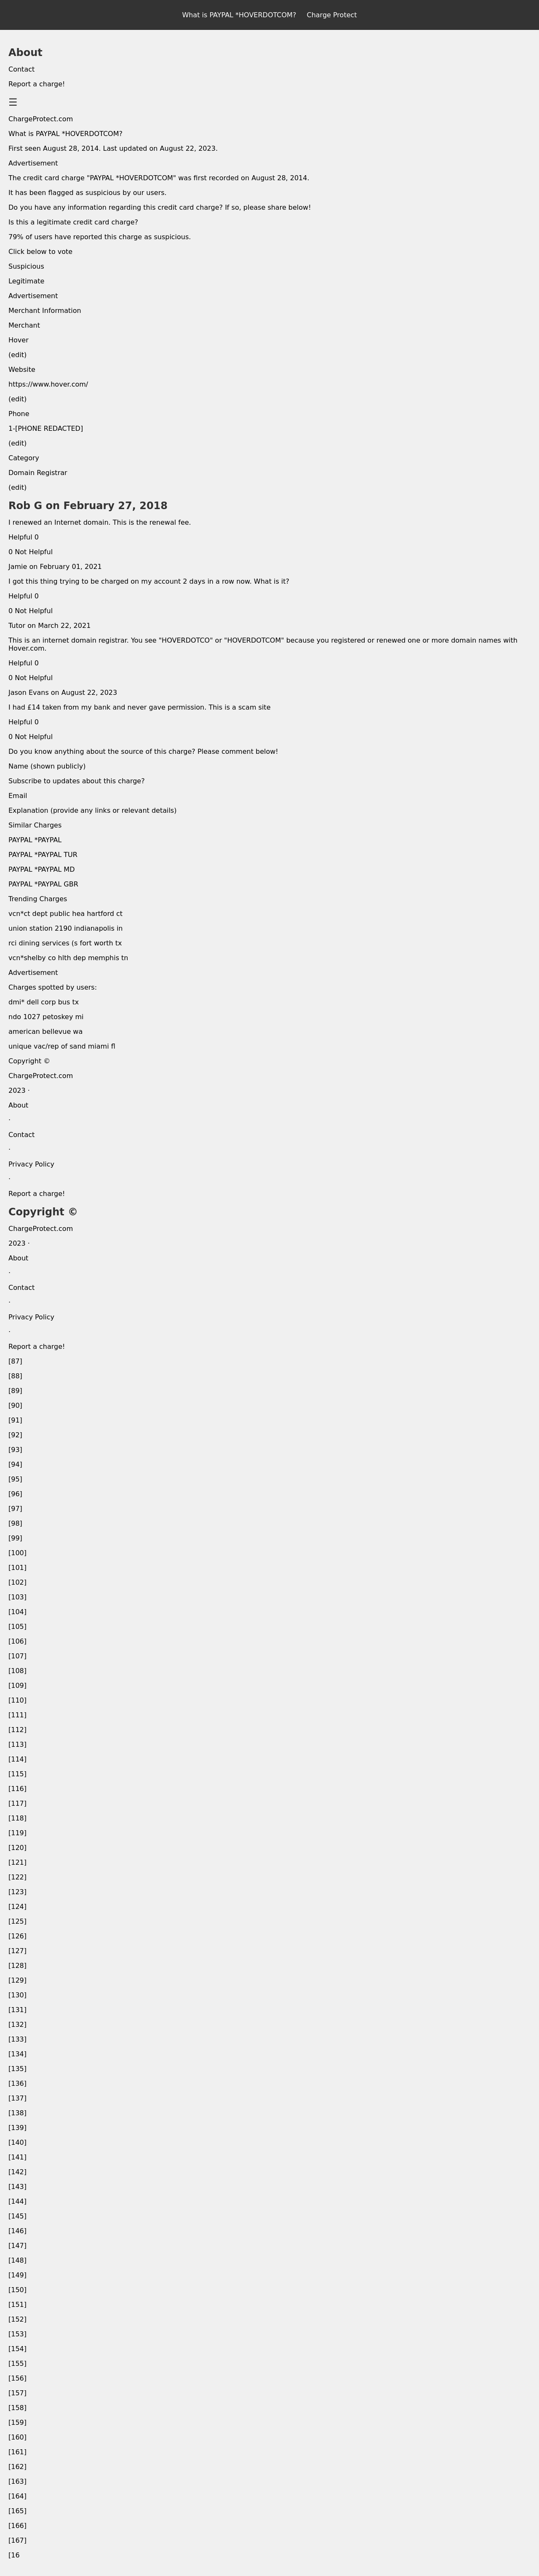 What is PAYPAL *HOVERDOTCOM? Charge Protect
About
Contact
Report a charge!
☰
ChargeProtect.com
What is PAYPAL *HOVERDOTCOM?
First seen August 28, 2014. Last updated on August 22, 2023.
Advertisement
The credit card charge "PAYPAL *HOVERDOTCOM" was first recorded on August 28, 2014.
It has been flagged as suspicious by our users.
Do you have any information regarding this credit card charge? If so, please share below!
Is this a legitimate credit card charge?
79% of users have reported this charge as suspicious.
Click below to vote
Suspicious
Legitimate
Advertisement
Merchant Information
Merchant
Hover
(edit)
Website
https://www.hover.com/
(edit)
Phone
1-[PHONE REDACTED]
(edit)
Category
Domain Registrar
(edit)
Rob G on February 27, 2018
I renewed an Internet domain. This is the renewal fee.
Helpful 0
0 Not Helpful
Jamie on February 01, 2021
I got this thing trying to be charged on my account 2 days in a row now. What is it?
Helpful 0
0 Not Helpful
Tutor on March 22, 2021
This is an internet domain registrar. You see "HOVERDOTCO" or "HOVERDOTCOM" because you registered or renewed one or more domain names with
Hover.com.
Helpful 0
0 Not Helpful
Jason Evans on August 22, 2023
I had £14 taken from my bank and never gave permission. This is a scam site
Helpful 0
0 Not Helpful
Do you know anything about the source of this charge? Please comment below!
Name (shown publicly)
Subscribe to updates about this charge?
Email
Explanation (provide any links or relevant details)
Similar Charges
PAYPAL *PAYPAL
PAYPAL *PAYPAL TUR
PAYPAL *PAYPAL MD
PAYPAL *PAYPAL GBR
Trending Charges
vcn*ct dept public hea hartford ct
union station 2190 indianapolis in
rci dining services (s fort worth tx
vcn*shelby co hlth dep memphis tn
Advertisement
Charges spotted by users:
dmi* dell corp bus tx
ndo 1027 petoskey mi
american bellevue wa
unique vac/rep of sand miami fl
Copyright ©
ChargeProtect.com
2023 ·
About
·
Contact
·
Privacy Policy
·
Report a charge!
Copyright ©
ChargeProtect.com
2023 ·
About
·
Contact
·
Privacy Policy
·
Report a charge!
[87]
[88]
[89]
[90]
[91]
[92]
[93]
[94]
[95]
[96]
[97]
[98]
[99]
[100]
[101]
[102]
[103]
[104]
[105]
[106]
[107]
[108]
[109]
[110]
[111]
[112]
[113]
[114]
[115]
[116]
[117]
[118]
[119]
[120]
[121]
[122]
[123]
[124]
[125]
[126]
[127]
[128]
[129]
[130]
[131]
[132]
[133]
[134]
[135]
[136]
[137]
[138]
[139]
[140]
[141]
[142]
[143]
[144]
[145]
[146]
[147]
[148]
[149]
[150]
[151]
[152]
[153]
[154]
[155]
[156]
[157]
[158]
[159]
[160]
[161]
[162]
[163]
[164]
[165]
[166]
[167]
[16